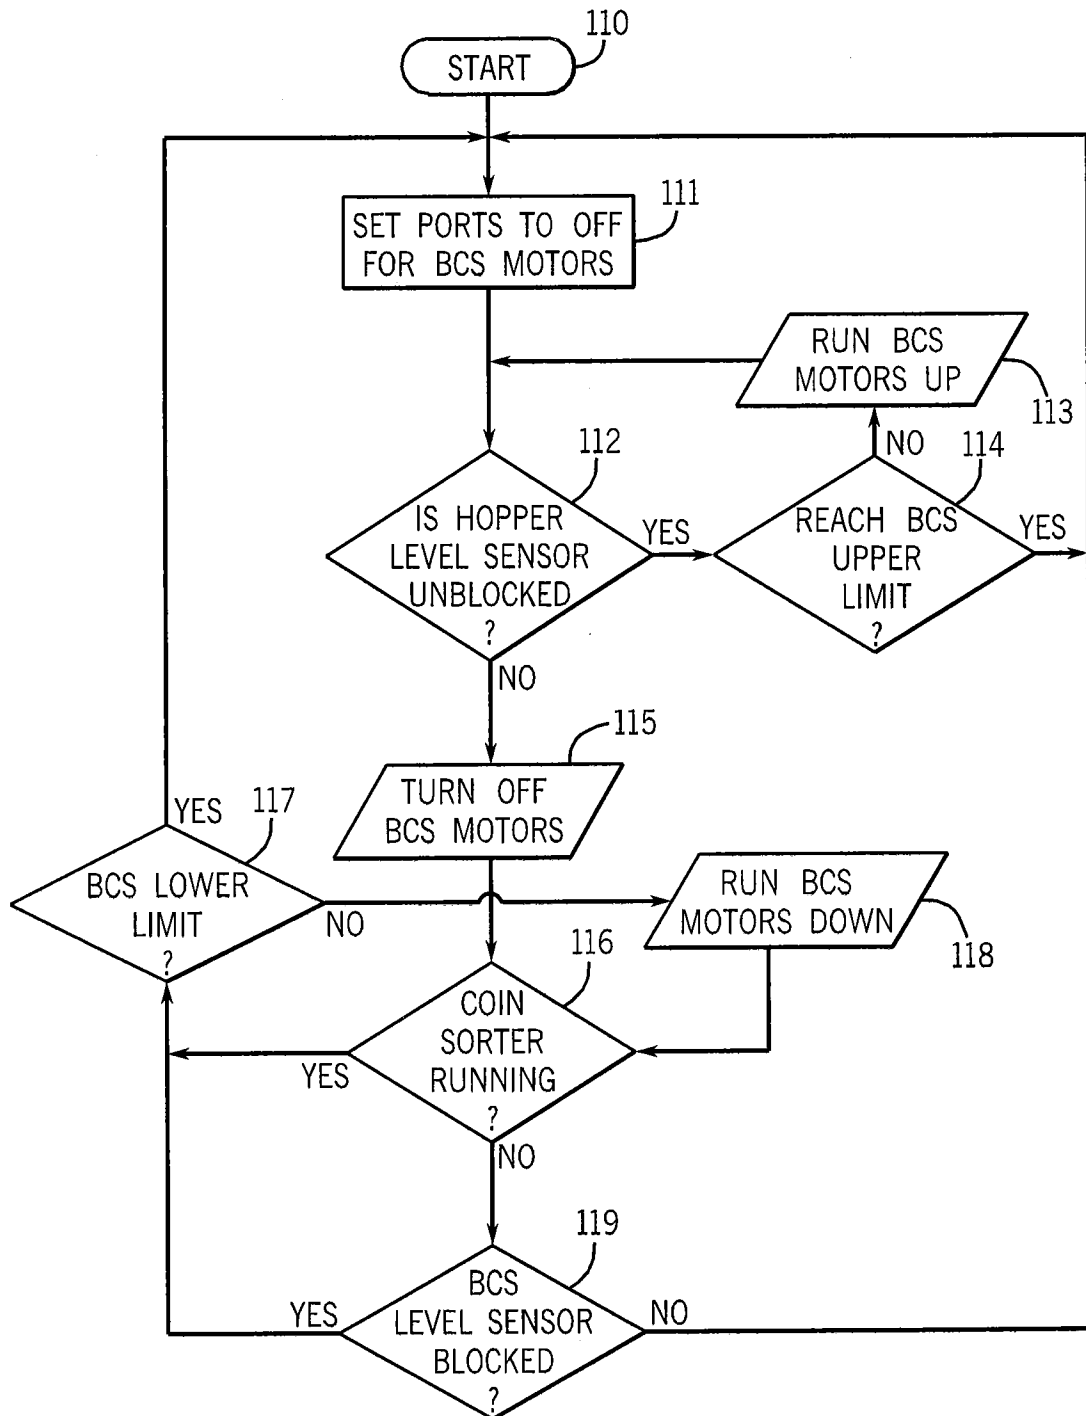 110
START
111
SET PORTS TO OFF
FOR BCS MOTORS
RUN BCS
MOTORS UP
113
NO
114
112
IS HOPPER
LEVEL SENSOR
UNBLOCKED
?
YES
REACH BCS
UPPER
LIMIT
?
YES
NO
115
TURN OFF
BCS MOTORS
YES
117
BCS LOWER
LIMIT
?
NO
RUN BCS
MOTORS DOWN
118
116
COIN
SORTER
RUNNING
?
YES
NO
119
BCS
LEVEL SENSOR
BLOCKED
?
YES
NO